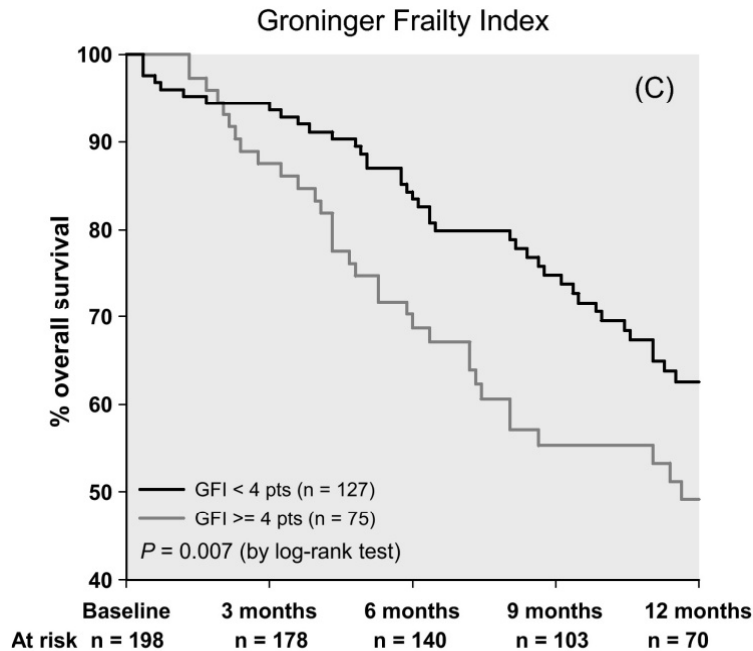 Groninger Frailty Index
(C)
% overall survival
100
90
80
70
60
50
40
GFI < 4 pts (n = 127)
GFI >= 4 pts (n = 75)
P = 0.007 (by log-rank test)
Baseline 3 months 6 months 9 months 12 months
At risk n = 198 n = 178 n = 140 n = 103 n = 70